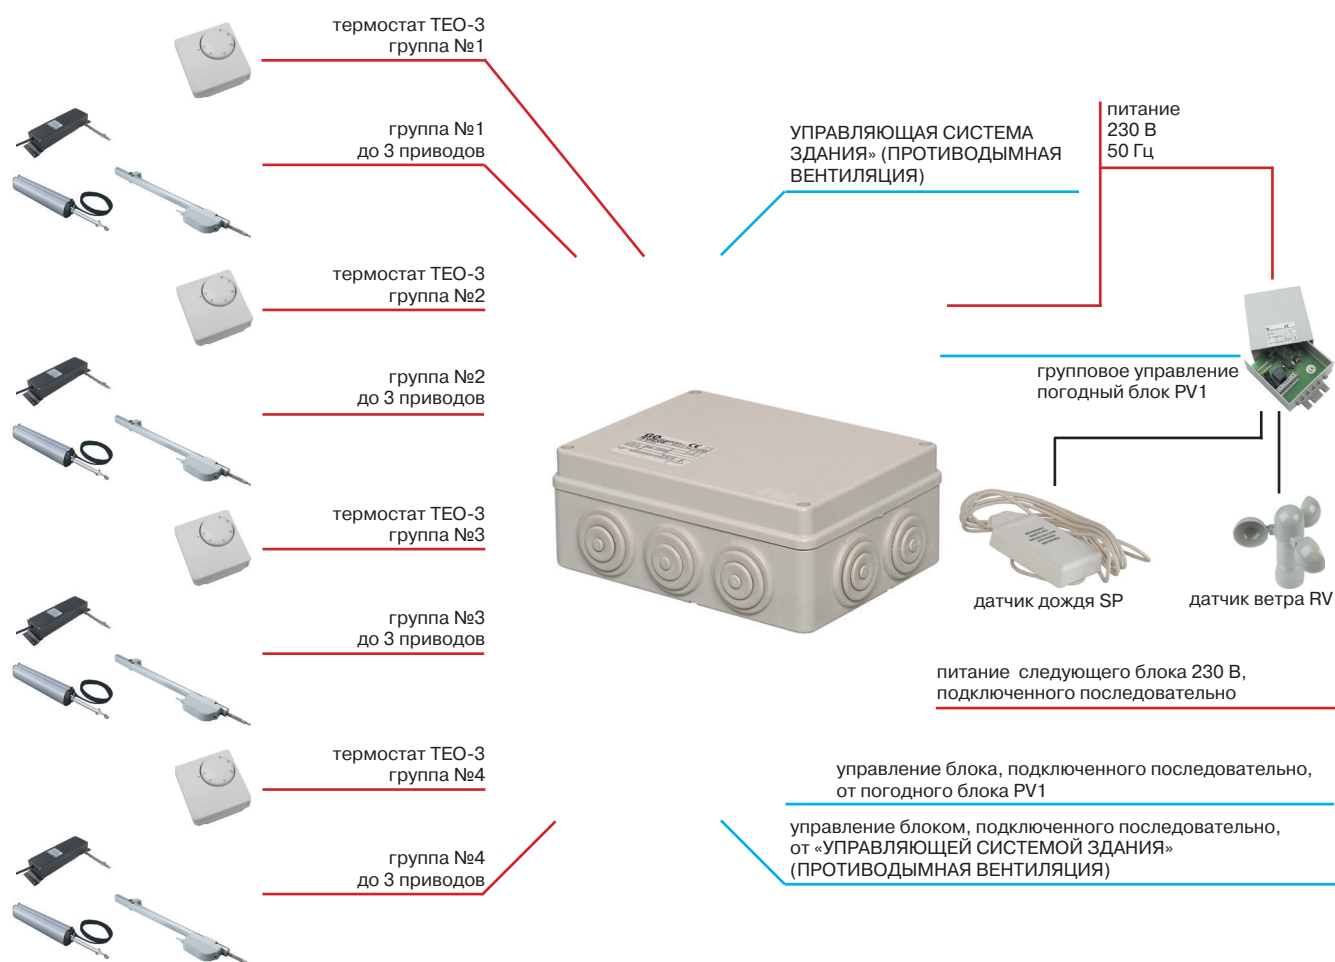 термостат TEO-3
группа №1
группа №1
до 3 приводов
термостат TEO-3
группа №2
группа №2
до 3 приводов
термостат TEO-3
группа №3
группа №3
до 3 приводов
термостат TEO-3
группа №4
группа №4
до 3 приводов
УПРАВЛЯЮЩАЯ СИСТЕМА
ЗДАНИЯ» (ПРОТИВОДЫМНАЯ
ВЕНТИЛЯЦИЯ)
питание
230 В
50 Гц
групповое управление
погодный блок PV1
датчик дождя SP
датчик ветра RV
питание следующего блока 230 В,
подключенного последовательно
управление блока, подключенного последовательно,
от погодного блока PV1
управление блоком, подключенного последовательно,
от «УПРАВЛЯЮЩЕЙ СИСТЕМОЙ ЗДАНИЯ»
(ПРОТИВОДЫМНАЯ ВЕНТИЛЯЦИЯ)